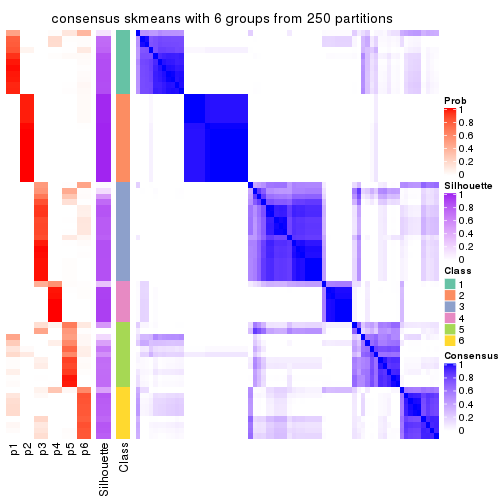 consensus skmeans with 6 groups from 250 partitions
Prob
1
0.8
0.6
0.4
0.2
0
Silhouette
1
0.8
0.6
0.4
0.2
0
Class
1
2
3
4
5
6
Consensus
1
0.8
0.6
0.4
0.2
0
p1
p2
p3
p4
p5
p6
Silhouette
Class